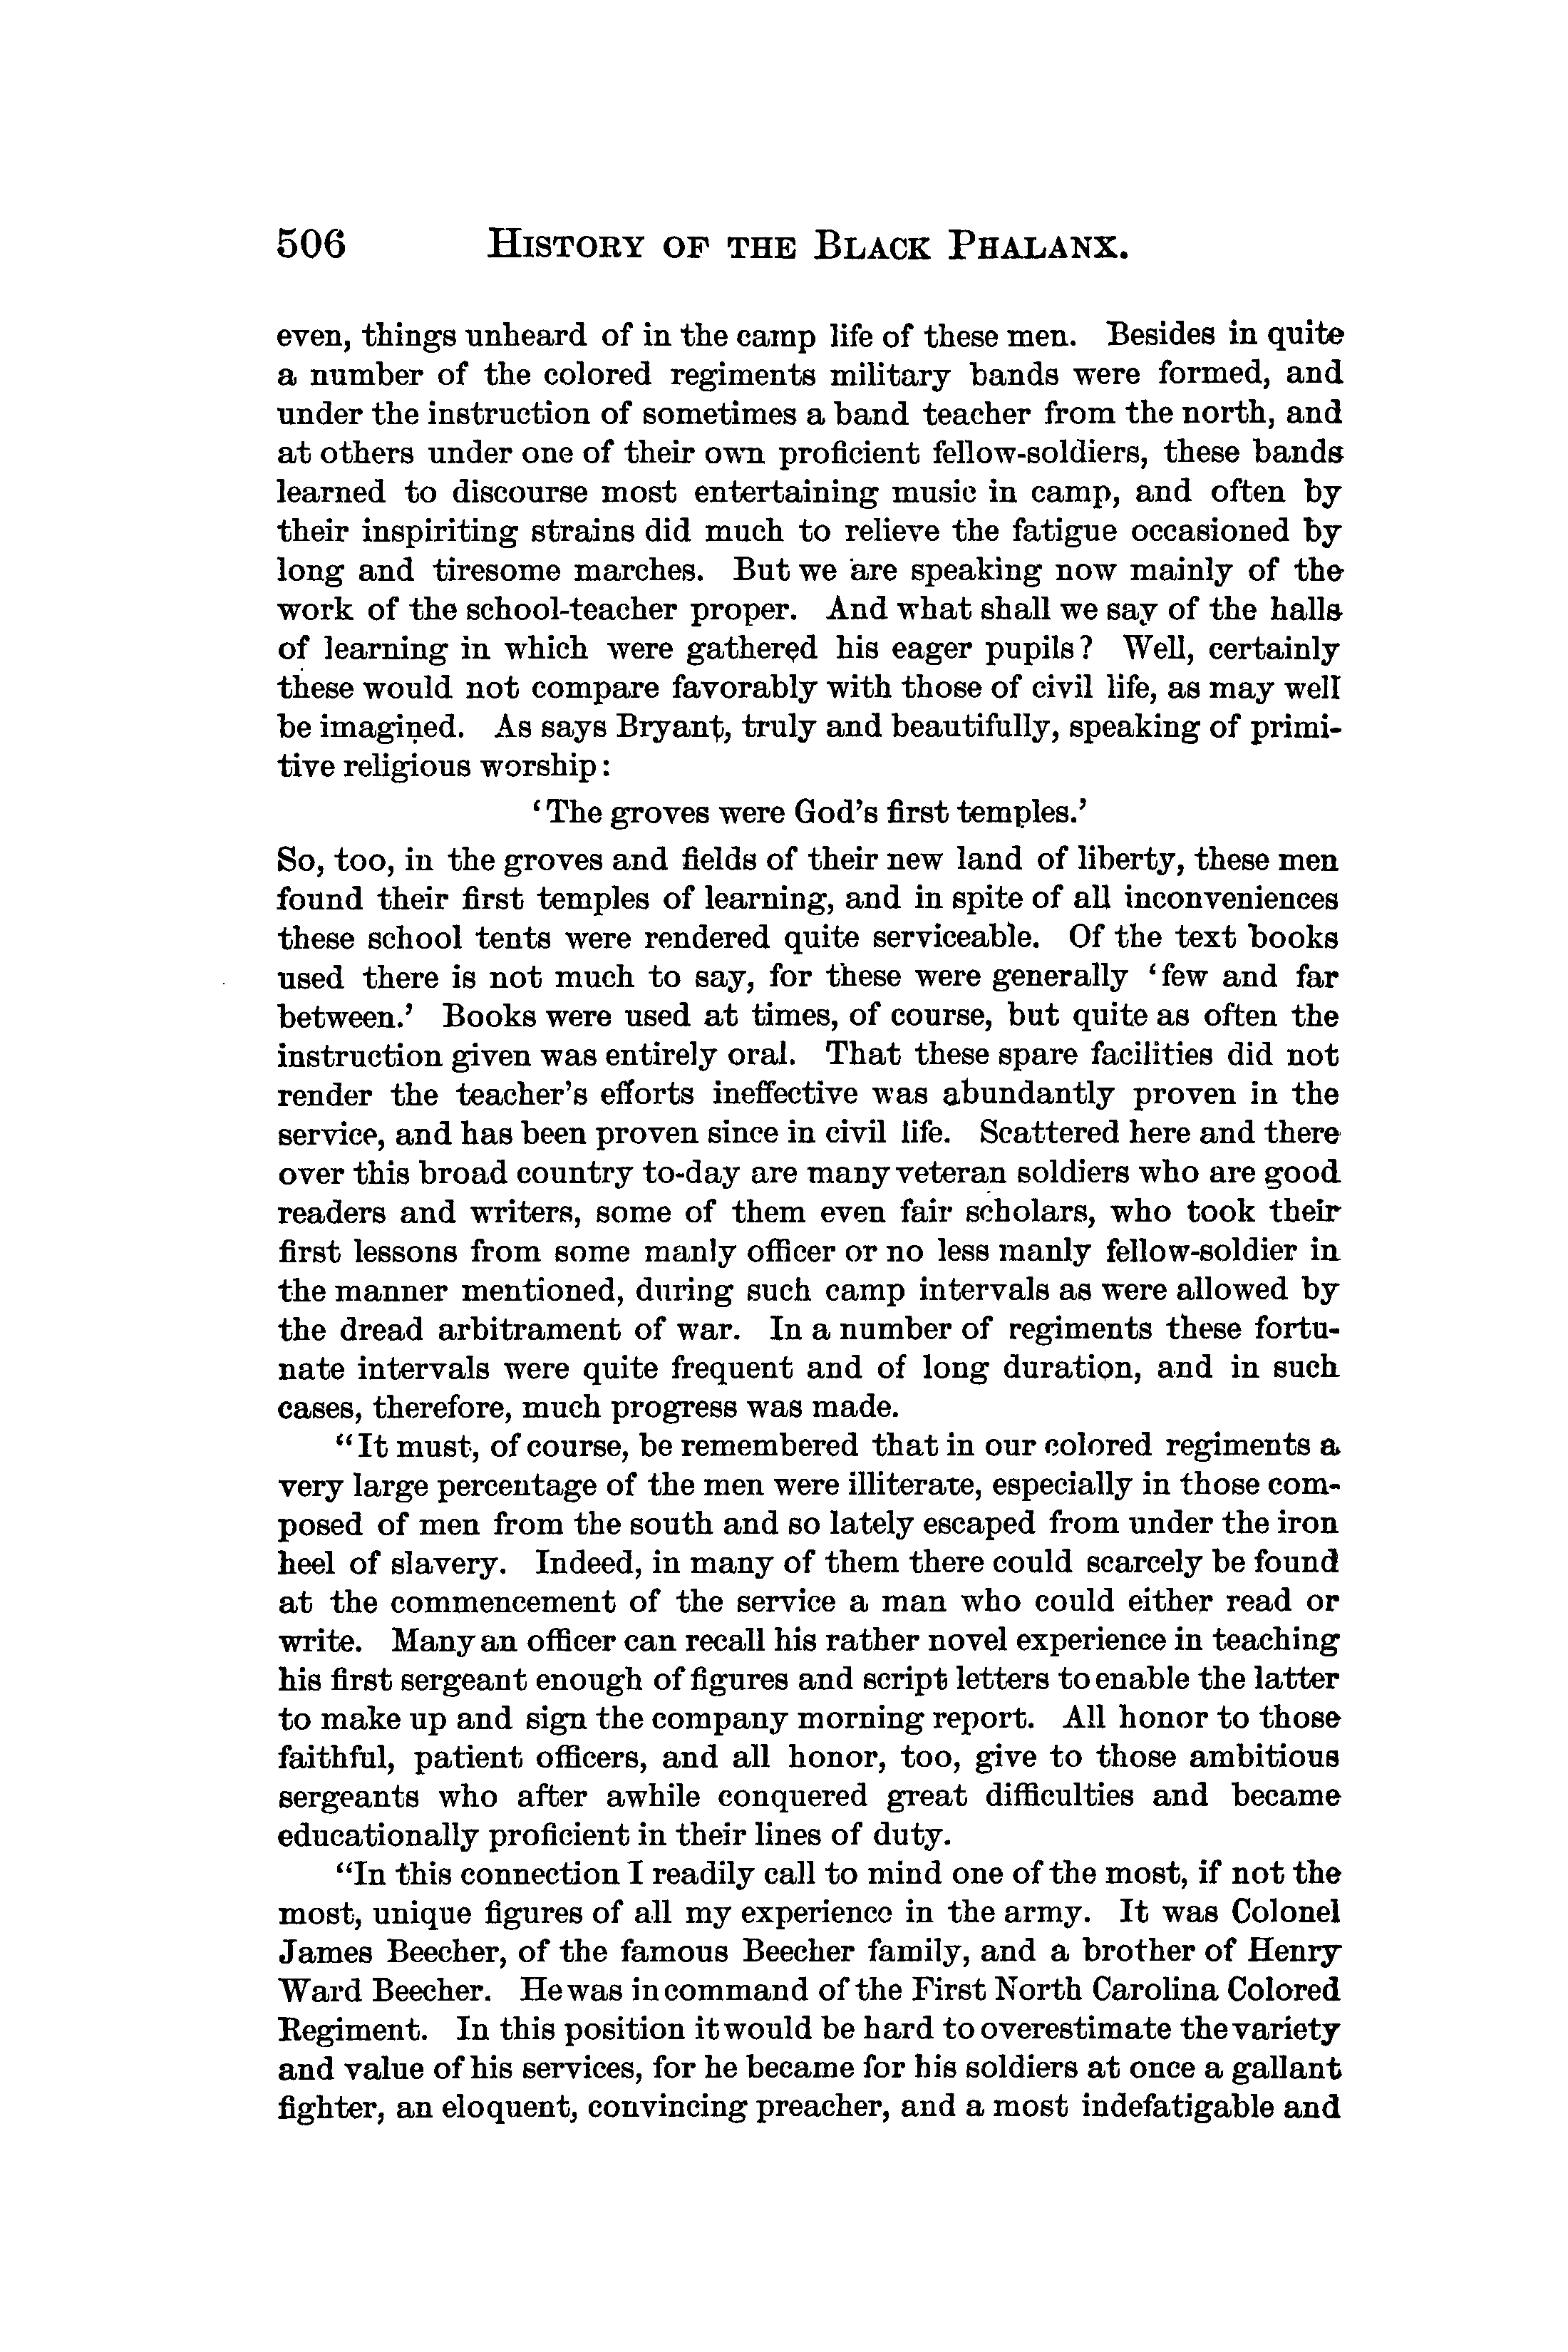 506 HISTORY OF THE BLACK PHALANX.
even, things unheard of in the camp life of these men. Besides in quite
a number of the colored regiments military bands were formed, and
under the instruction of sometimes a band teacher from the north, and
at others under one of their own proficient fellow-soldiers, these bands
learned to discourse most entertaining music in camp, and often by
their inspiriting strains did much to relieve the fatigue occasioned by
long and tiresome marches. But we are speaking now mainly of the
work of the school-teacher proper. And what shall we say of the halls
of learning in which were gathered his eager pupils? Well, certainly
these would not compare favorably with those of civil life, as may well
be imagined. As says Bryant, truly and beautifully, speaking of primi-
tive religious worship:
‘The groves were God’s first temples.’
So, too, in the groves and fields of their new land of liberty, these men
found their first temples of learning, and in spite of all inconveniences
these school tents were rendered quite serviceable. Of the text books
used there is not much to say, for these were generally ‘few and far
between.’ Books were used at times, of course, but quite as often the
instruction given was entirely oral. That these spare facilities did not
render the teacher’s efforts ineffective was abundantly proven in the
service, and has been proven since in civil life. Scattered here and there
over this broad country to-day are many veteran soldiers who are good
readers and writers, some of them even fair scholars, who took their
first lessons from some manly officer or no less manly fellow-soldier in
the manner mentioned, during such camp intervals as were allowed by
the dread arbitrament of war. In a number of regiments these fortu-
nate intervals were quite frequent and of long duration, and in such
cases, therefore, much progress was made.
“It must, of course, be remembered that in our colored regiments a
very large percentage of the men were illiterate, especially in those com-
posed of men from the south and so lately escaped from under the iron
heel of slavery. Indeed, in many of them there could scarcely be found
at the commencement of the service a man who could either read or
write. Many an officer can recall his rather novel experience in teaching
his first sergeant enough of figures and script letters to enable the latter
to make up and sign the company morning report. All honor to those
faithful, patient officers, and all honor, too, give to those ambitious
sergeants who after awhile conquered great difficulties and became
educationally proficient in their lines of duty.
“In this connection I readily call to mind one of the most, if not the
most, unique figures of all my experience in the army. It was Colonel
James Beecher, of the famous Beecher family, and a brother of Henry
Ward Beecher. He was in command of the First North Carolina Colored
Regiment. In this position it would be hard to overestimate the variety
and value of his services, for he became for his soldiers at once a gallant
fighter, an eloquent, convincing preacher, and a most indefatigable and